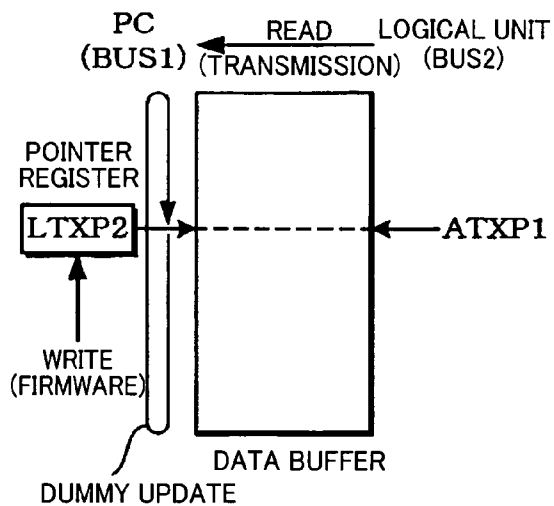 PC
(BUS1)
READ
(TRANSMISSION)
LOGICAL UNIT
(BUS2)
POINTER
REGISTER
LTXP2
ATXP1
WRITE
(FIRMWARE)
DATA BUFFER
DUMMY UPDATE